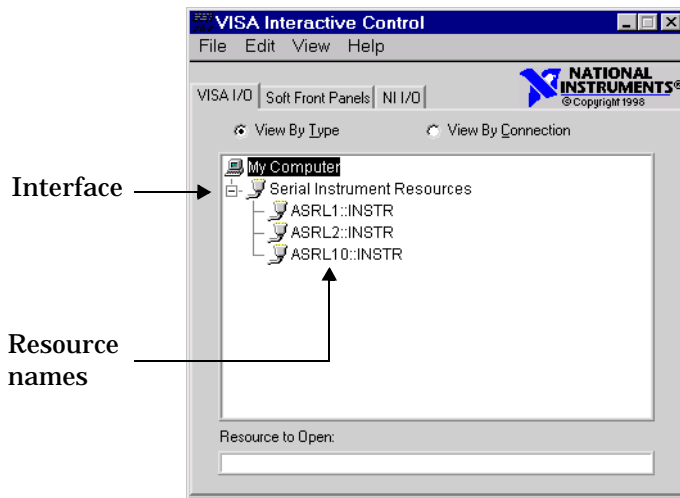 VISA Interactive Control
File Edit View Help
NATIONAL
INSTRUMENTS®
© Copyright 1998
VISA I/O Soft Front Panels NI I/O
View By Type View By Connection
My Computer
Interface
Serial Instrument Resources
ASRL1::INSTR
ASRL2::INSTR
ASRL10::INSTR
Resource
names
Resource to Open: